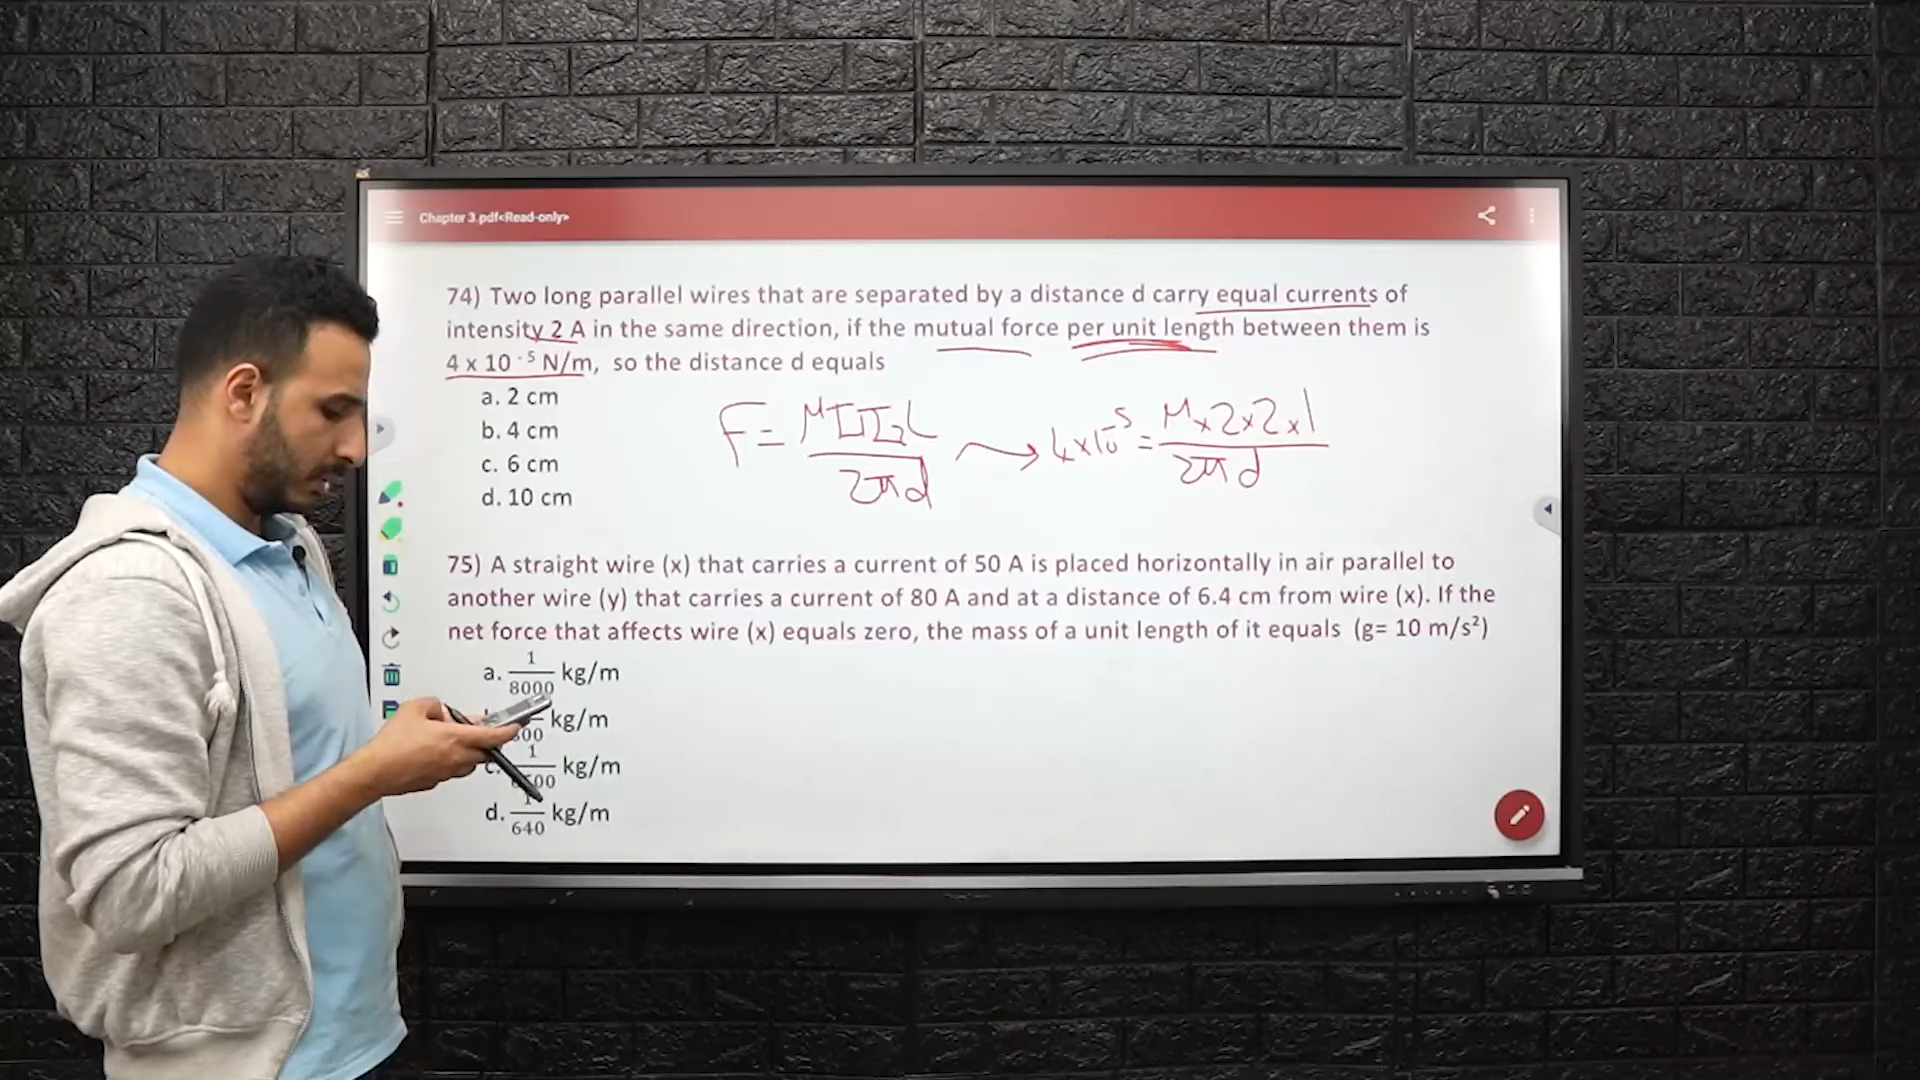 Chapter 3.pdf<Read-only>
74) Two long parallel wires that are separated by a distance d carry equal currents of
intensity 2 A in the same direction, if the mutual force per unit length between them is
4 x 10⁻⁵ N/m, so the distance d equals
a. 2 cm
b. 4 cm
c. 6 cm
d. 10 cm
F = μI₁I₂L / 2πd → 4×10⁻⁵ = μ×2×2×1 / 2πd
75) A straight wire (x) that carries a current of 50 A is placed horizontally in air parallel to
another wire (y) that carries a current of 80 A and at a distance of 6.4 cm from wire (x). If the
net force that affects wire (x) equals zero, the mass of a unit length of it equals (g= 10 m/s²)
a. 1/8000 kg/m
kg/m
c. kg/m
d. 1/640 kg/m